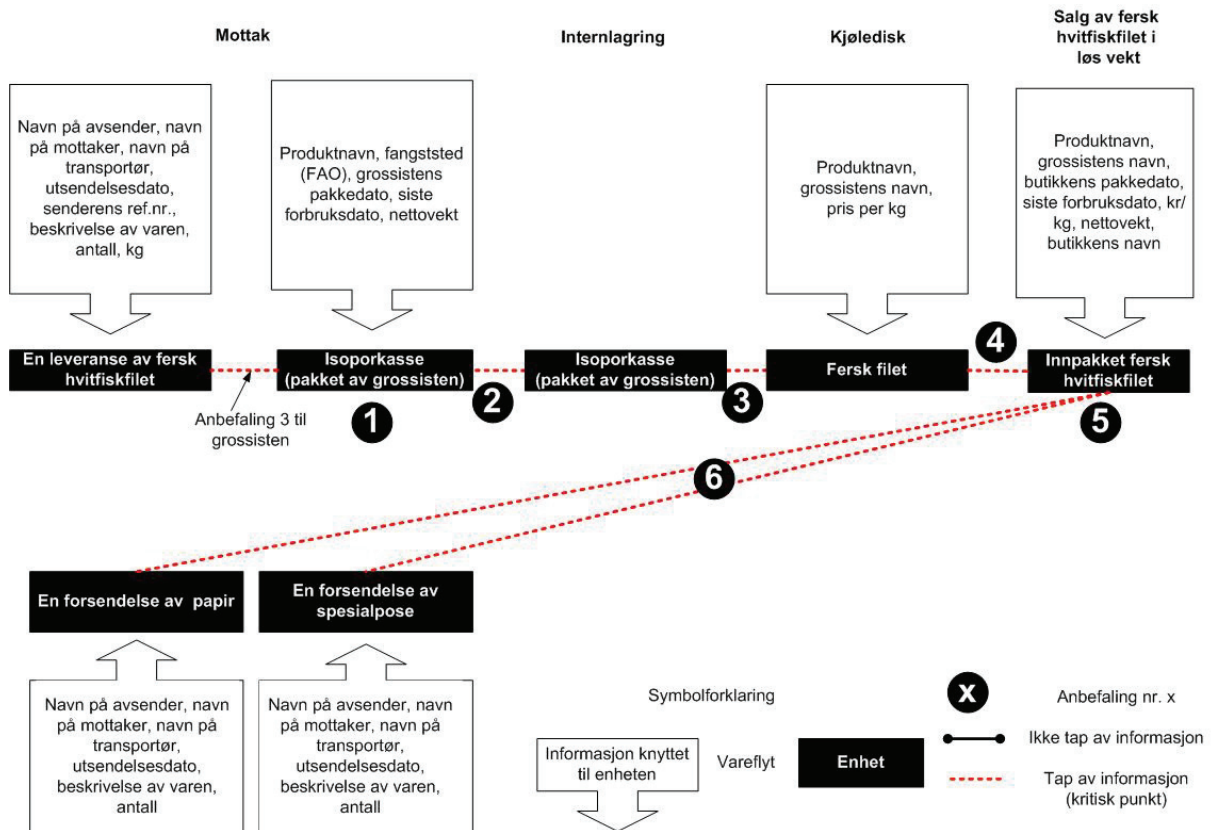 Mottak
Internlagring
Kjøledisk
Salg av fersk
hvitfiskfilet i
løs vekt
Navn på avsender, navn
på mottaker, navn på
transportør,
utsendelsesdato,
senderens ref.nr.,
beskrivelse av varen,
antall, kg
Produktnavn, fangststed
(FAO), grossistens
pakkedato, siste
forbruksdato, nettovekt
Produktnavn,
grossistens navn,
pris per kg
Produktnavn,
grossistens navn,
butikkens pakkedato,
siste forbruksdato, kr/
kg, nettovekt,
butikkens navn
En leveranse av fersk
hvitfiskfilet
Isoporkasse
(pakket av grossisten)
Isoporkasse
(pakket av grossisten)
Fersk filet
4
Innpakket fersk
hvitfiskfilet
Anbefaling 3 til
grossisten
1
2
3
5
6
En forsendelse av papir
En forsendelse av
spesialpose
Navn på avsender, navn
på mottaker, navn på
transportør,
utsendelsesdato,
beskrivelse av varen,
antall
Navn på avsender, navn
på mottaker, navn på
transportør,
utsendelsesdato,
beskrivelse av varen,
antall
Symbolforklaring
x
Anbefaling nr. x
Informasjon knyttet
til enheten
Vareflyt
Enhet
Ikke tap av informasjon
Tap av informasjon
(kritisk punkt)